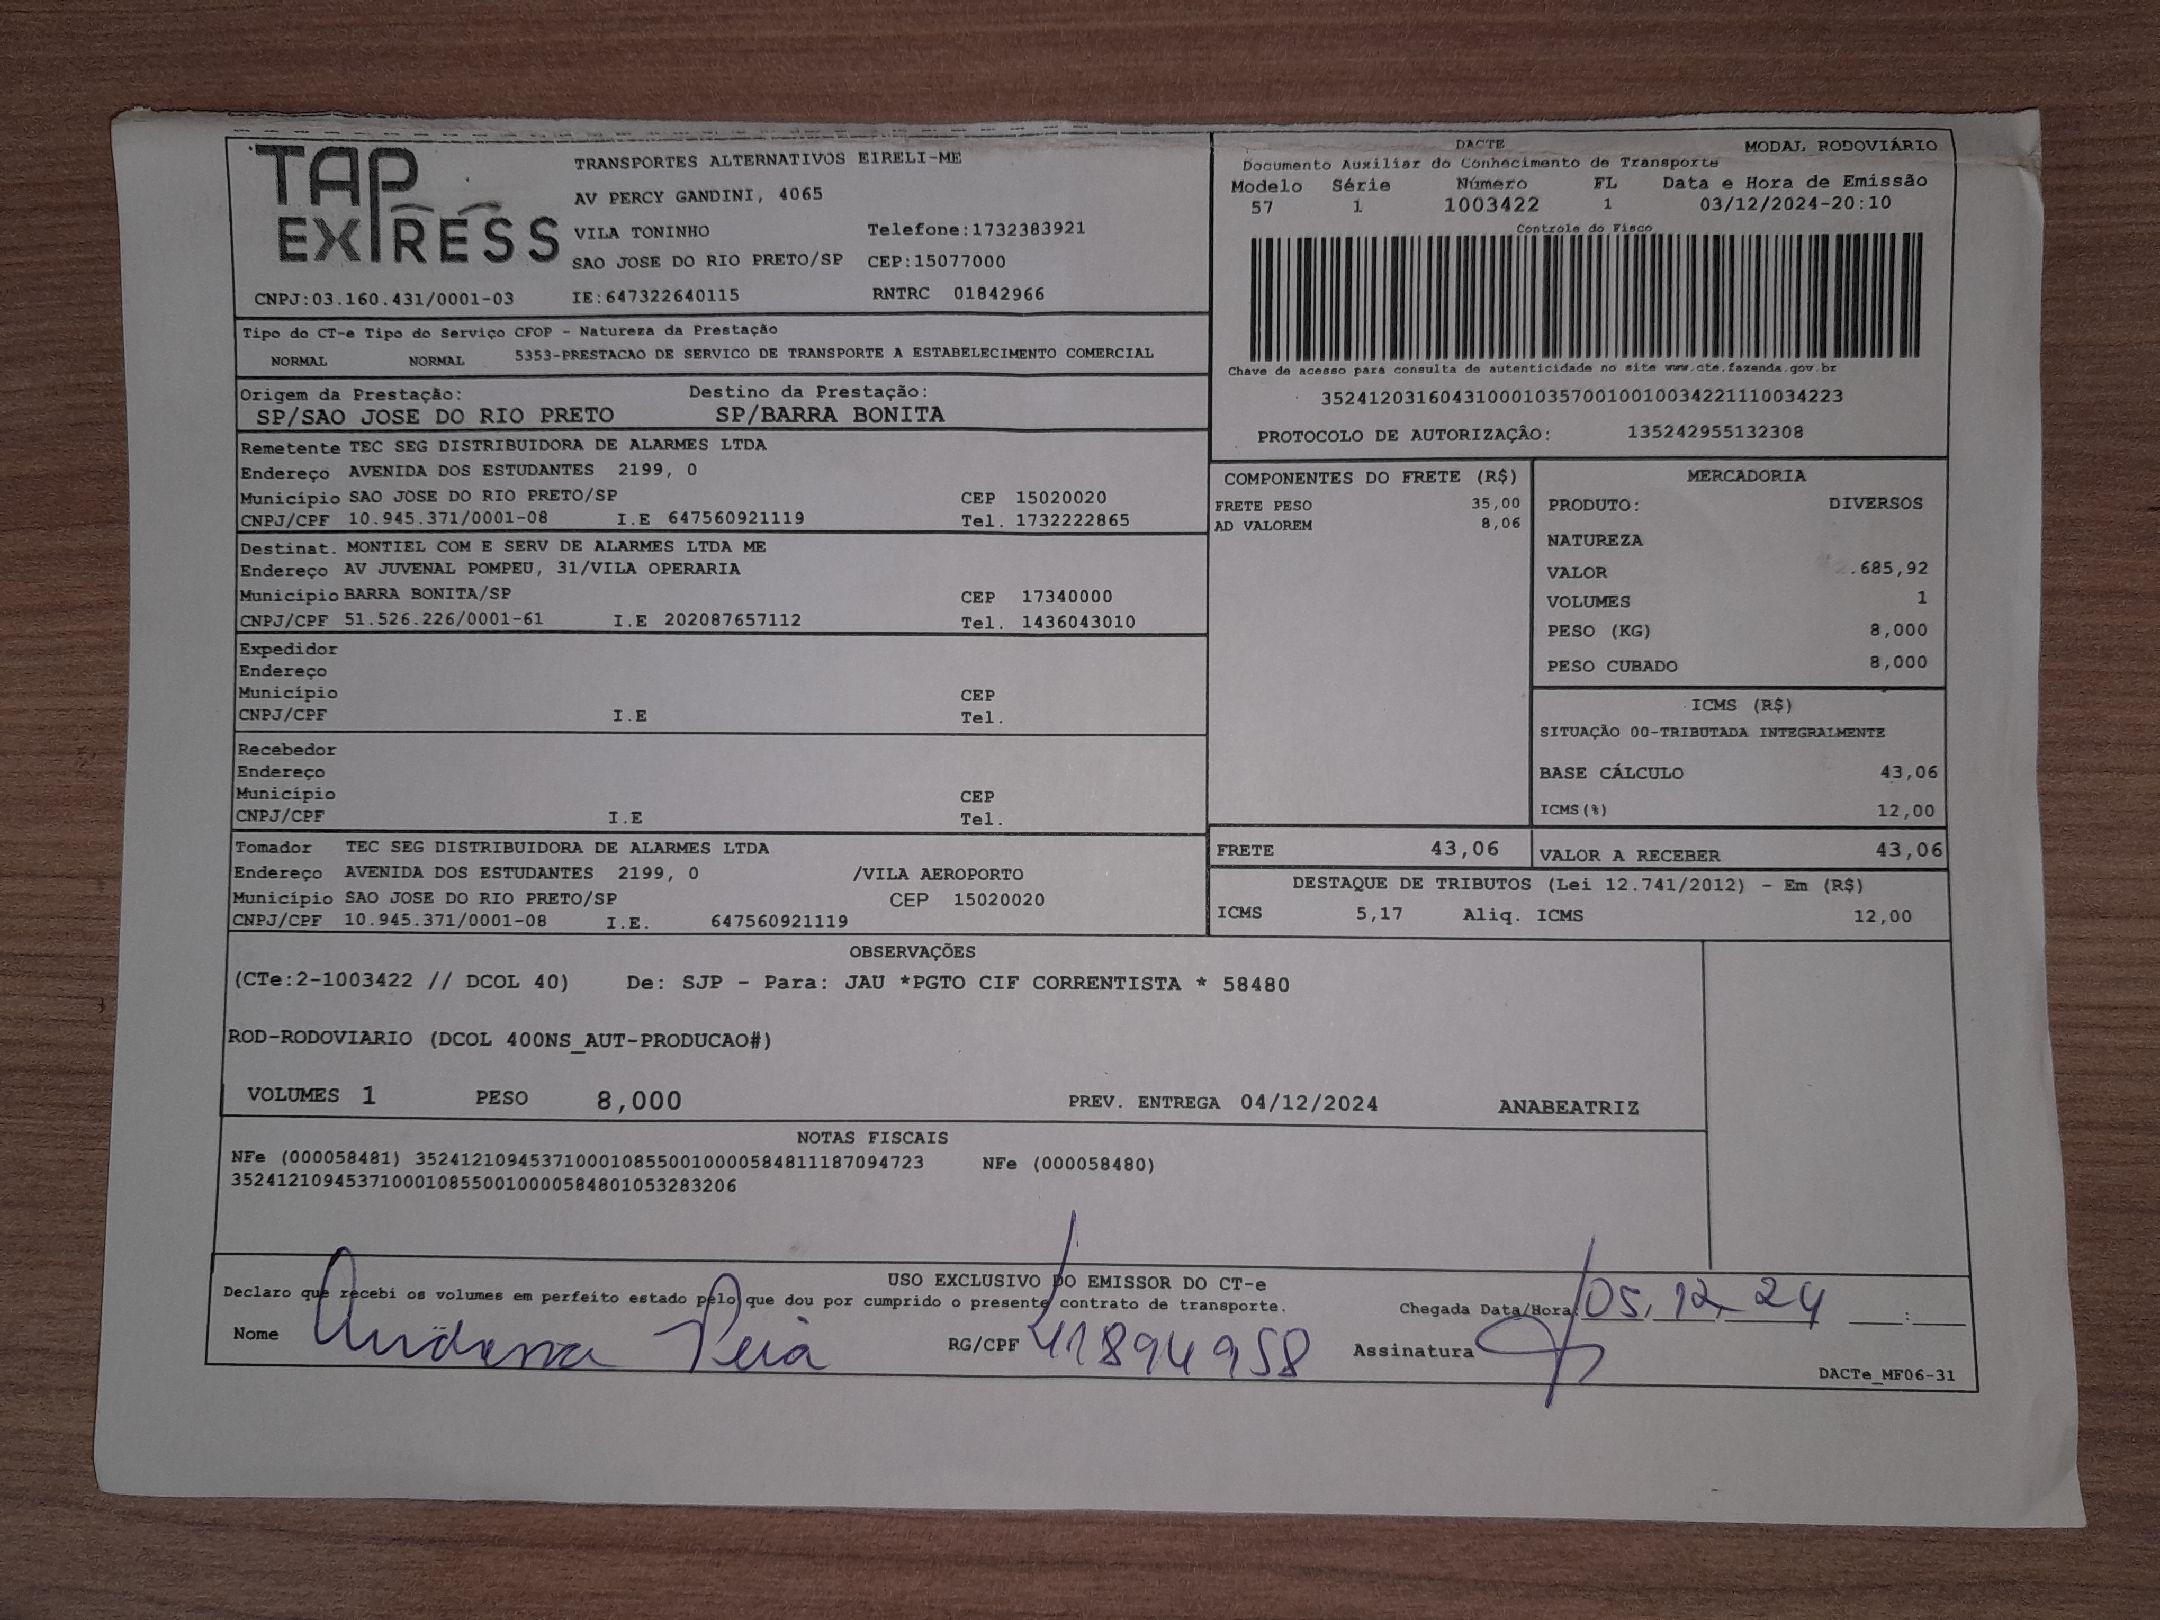 TAP EXPRESS
TRANSPORTES ALTERNATIVOS EIRELI-ME
AV PERCY GANDINI, 4065
VILA TONINHO Telefone:1732383921
SAO JOSE DO RIO PRETO/SP CEP:15077000
CNPJ:03.160.431/0001-03 IE:647322640115 RNTRC 01842966
DACTE MODAL RODOVIÁRIO
Documento Auxiliar do Conhecimento de Transporte
Modelo Série Número FL Data e Hora de Emissão
57 1 1003422 1 03/12/2024-20:10
Controle do Fisco
Chave de acesso para consulta de autenticidade no site www.cte.fazenda.gov.br
35241203160431000103570010010034221110034223
PROTOCOLO DE AUTORIZAÇÃO: 135242955132308
Tipo do CT-e Tipo do Serviço CFOP - Natureza da Prestação
NORMAL NORMAL 5353-PRESTACAO DE SERVICO DE TRANSPORTE A ESTABELECIMENTO COMERCIAL
Origem da Prestação: Destino da Prestação:
SP/SAO JOSE DO RIO PRETO SP/BARRA BONITA
Remetente TEC SEG DISTRIBUIDORA DE ALARMES LTDA
Endereço AVENIDA DOS ESTUDANTES 2199, 0
Município SAO JOSE DO RIO PRETO/SP CEP 15020020
CNPJ/CPF 10.945.371/0001-08 I.E 647560921119 Tel. 1732222865
Destinat. MONTIEL COM E SERV DE ALARMES LTDA ME
Endereço AV JUVENAL POMPEU, 31/VILA OPERARIA
Município BARRA BONITA/SP CEP 17340000
CNPJ/CPF 51.526.226/0001-61 I.E 202087657112 Tel. 1436043010
Expedidor
Endereço
Município CEP
CNPJ/CPF I.E Tel.
Recebedor
Endereço
Município CEP
CNPJ/CPF I.E Tel.
Tomador TEC SEG DISTRIBUIDORA DE ALARMES LTDA
Endereço AVENIDA DOS ESTUDANTES 2199, 0 /VILA AEROPORTO
Município SAO JOSE DO RIO PRETO/SP CEP 15020020
CNPJ/CPF 10.945.371/0001-08 I.E. 647560921119
COMPONENTES DO FRETE (R$)
FRETE PESO 35,00
AD VALOREM 8,06
MERCADORIA
PRODUTO: DIVERSOS
NATUREZA
VALOR .685,92
VOLUMES 1
PESO (KG) 8,000
PESO CUBADO 8,000
ICMS (R$)
SITUAÇÃO 00-TRIBUTADA INTEGRALMENTE
BASE CÁLCULO 43,06
ICMS(%) 12,00
FRETE 43,06 VALOR A RECEBER 43,06
DESTAQUE DE TRIBUTOS (Lei 12.741/2012) - Em (R$)
ICMS 5,17 Aliq. ICMS 12,00
OBSERVAÇÕES
(CTe:2-1003422 // DCOL 40) De: SJP - Para: JAU *PGTO CIF CORRENTISTA * 58480
ROD-RODOVIARIO (DCOL 400NS_AUT-PRODUCAO#)
VOLUMES 1 PESO 8,000 PREV. ENTREGA 04/12/2024 ANABEATRIZ
NOTAS FISCAIS
NFe (000058481) 35241210945371000108550010000584811187094723 NFe (000058480)
35241210945371000108550010000584801053283206
USO EXCLUSIVO DO EMISSOR DO CT-e
Declaro que recebi os volumes em perfeito estado pelo que dou por cumprido o presente contrato de transporte.
Chegada Data/Hora: 05.12.24 __:__
Nome RG/CPF 41894958 Assinatura
DACTe_MF06-31